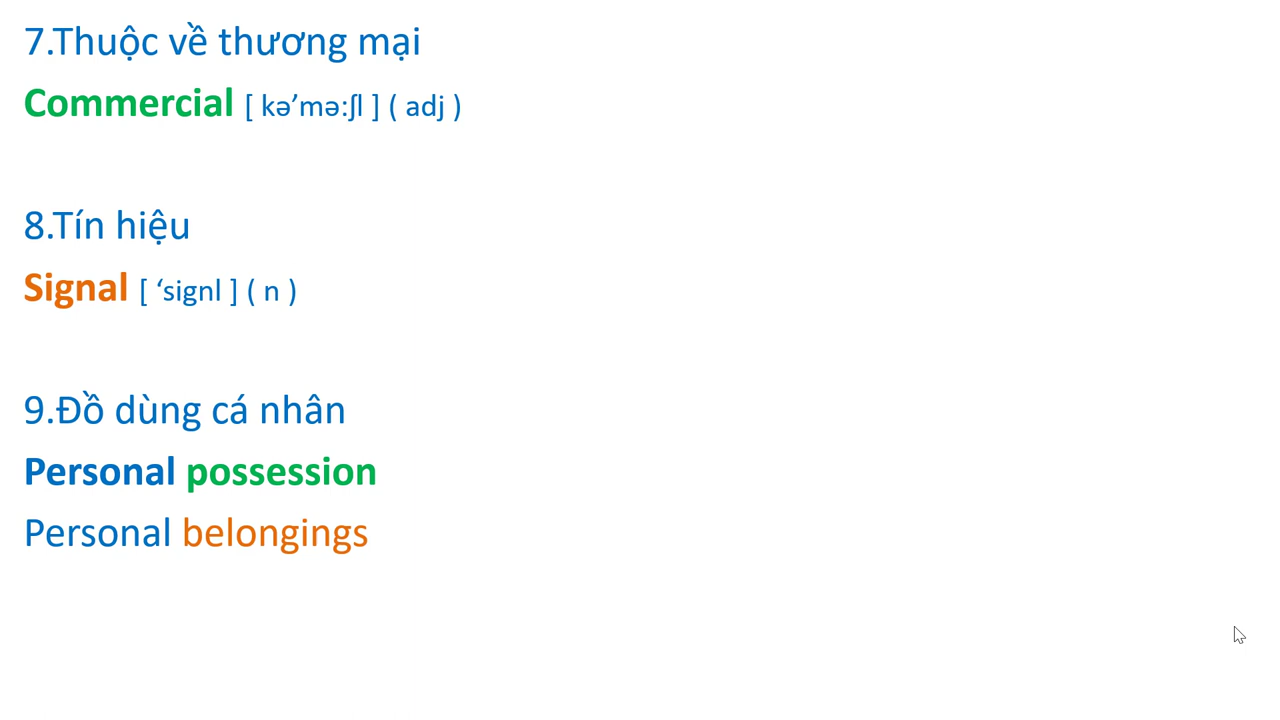 7.Thuộc về thương mại
Commercial [ kə’mə:ʃl ] ( adj )
8.Tín hiệu
Signal [ ‘signl ] ( n )
9.Đồ dùng cá nhân
Personal possession
Personal belongings